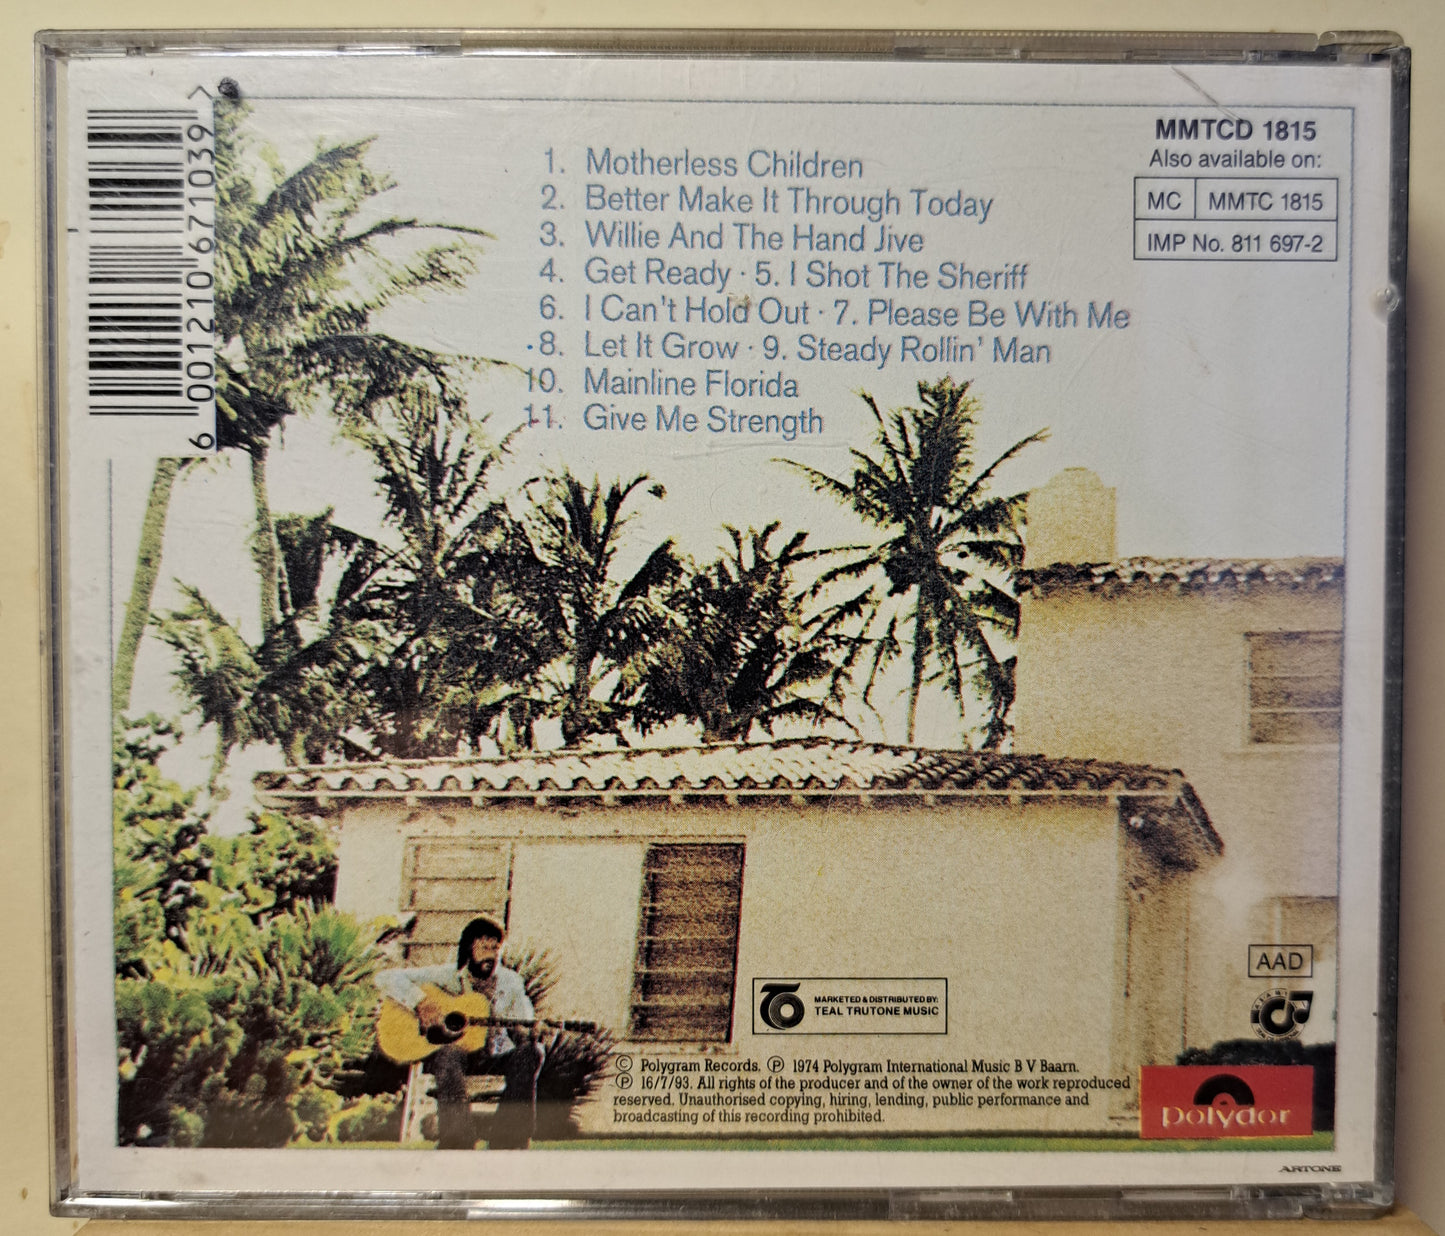 6 001210 671039 >
MMTCD 1815
Also available on:
MC MMTC 1815
IMP No. 811 697-2
1. Motherless Children
2. Better Make It Through Today
3. Willie And The Hand Jive
4. Get Ready · 5. I Shot The Sheriff
6. I Can't Hold Out · 7. Please Be With Me
8. Let It Grow · 9. Steady Rollin' Man
10. Mainline Florida
11. Give Me Strength
AAD
MARKETED & DISTRIBUTED BY:
TEAL TRUTONE MUSIC
© Polygram Records. ℗ 1974 Polygram International Music B V Baarn.
℗ 16/7/93. All rights of the producer and of the owner of the work reproduced
reserved. Unauthorised copying, hiring, lending, public performance and
broadcasting of this recording prohibited.
polydor
ARTONE